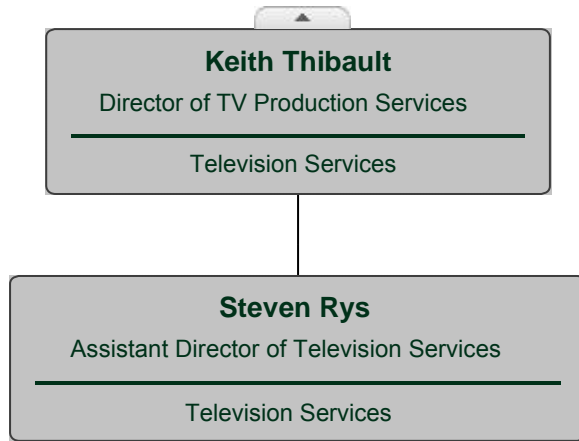 Keith Thibault
Director of TV Production Services
Television Services
Steven Rys
Assistant Director of Television Services
Television Services